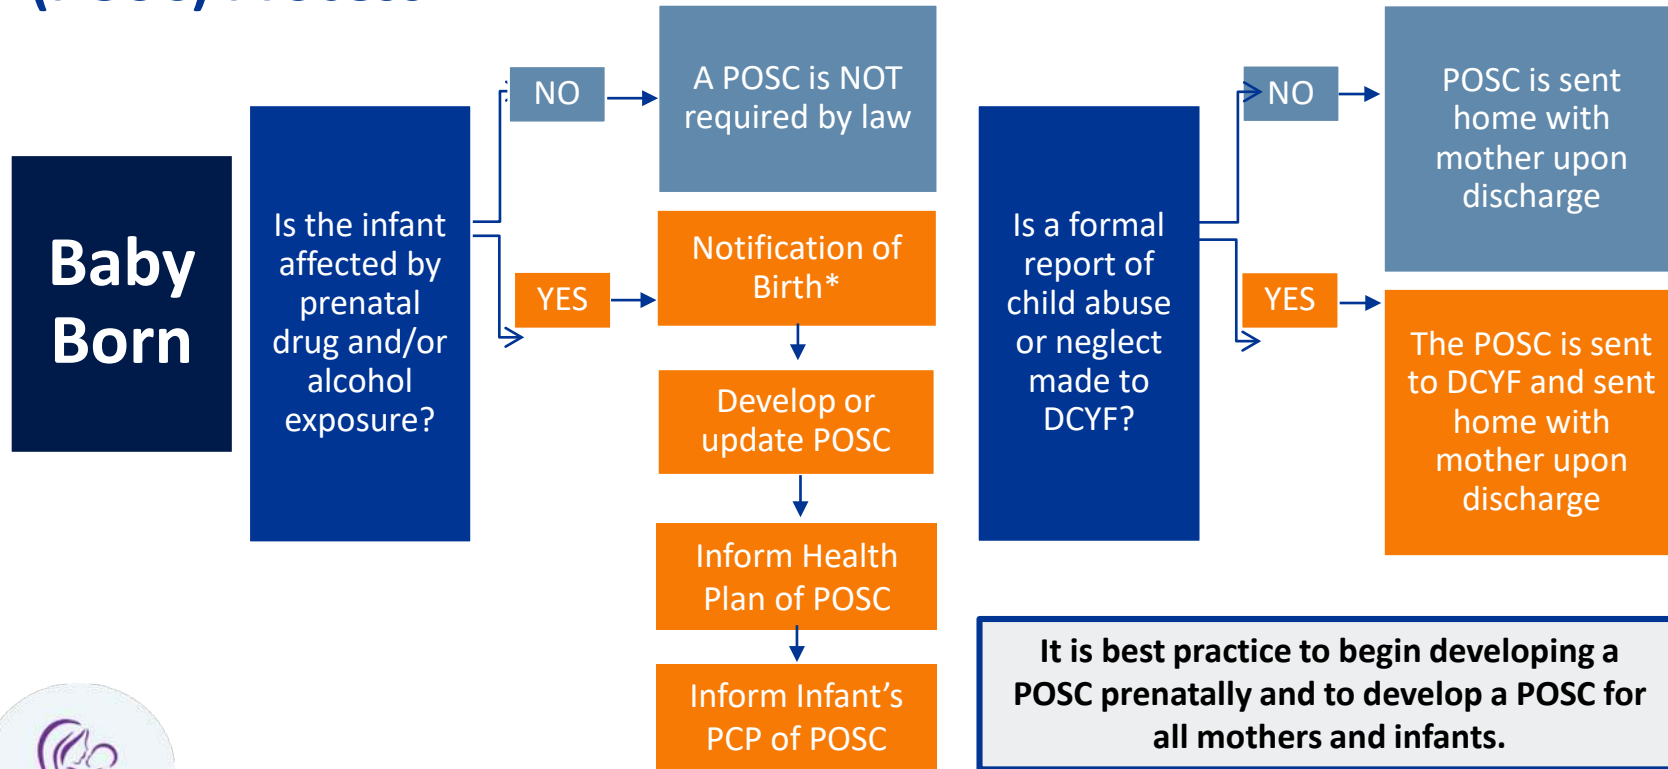 Baby
Born
Is the infant
affected by
prenatal
drug and/or
alcohol
exposure?
NO
A POSC is NOT
required by law
YES
Notification of
Birth*
Develop or
update POSC
Inform Health
Plan of POSC
Inform Infant’s
PCP of POSC
Is a formal
report of
child abuse
or neglect
made to
DCYF?
NO
POSC is sent
home with
mother upon
discharge
YES
The POSC is sent
to DCYF and sent
home with
mother upon
discharge
It is best practice to begin developing a
POSC prenatally and to develop a POSC for
all mothers and infants.